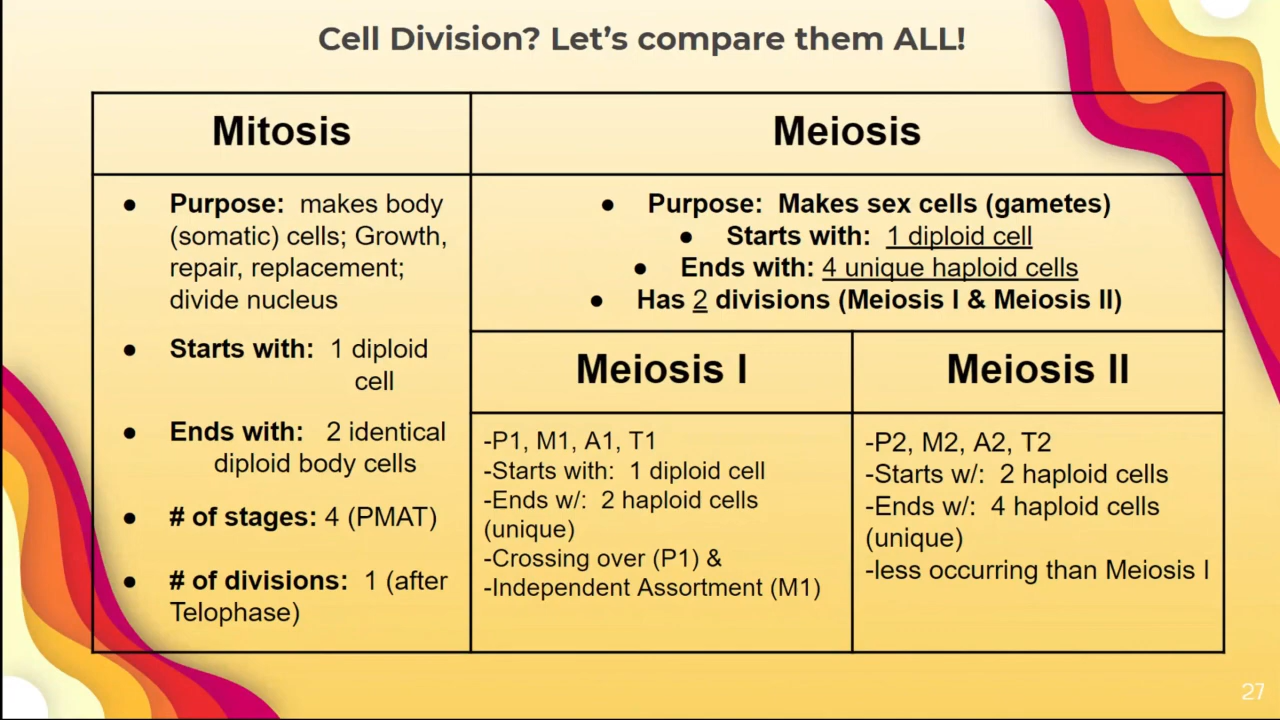 Cell Division? Let's compare them ALL!
Mitosis
● Purpose: makes body
(somatic) cells; Growth,
repair, replacement;
divide nucleus
● Starts with: 1 diploid
cell
● Ends with: 2 identical
diploid body cells
● # of stages: 4 (PMAT)
● # of divisions: 1 (after
Telophase)
Meiosis
● Purpose: Makes sex cells (gametes)
● Starts with: 1 diploid cell
● Ends with: 4 unique haploid cells
● Has 2 divisions (Meiosis I & Meiosis II)
Meiosis I
-P1, M1, A1, T1
-Starts with: 1 diploid cell
-Ends w/: 2 haploid cells
(unique)
-Crossing over (P1) &
-Independent Assortment (M1)
Meiosis II
-P2, M2, A2, T2
-Starts w/: 2 haploid cells
-Ends w/: 4 haploid cells
(unique)
-less occurring than Meiosis I
27